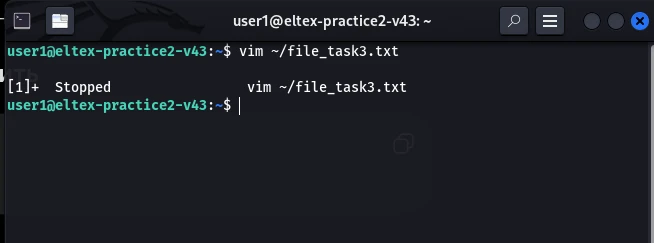 user1@eltex-practice2-v43: ~
user1@eltex-practice2-v43:~$ vim ~/file_task3.txt
[1]+  Stopped                 vim ~/file_task3.txt
user1@eltex-practice2-v43:~$